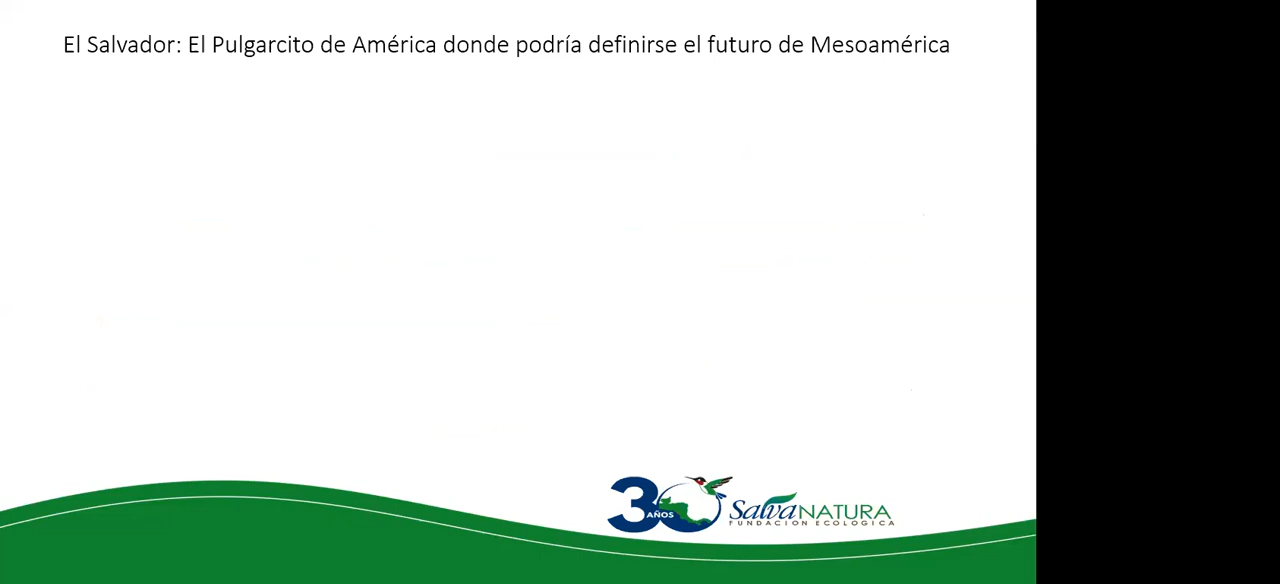 El Salvador: El Pulgarcito de América donde podría definirse el futuro de Mesoamérica
30
AÑOS
SalvaNATURA
FUNDACION ECOLOGICA